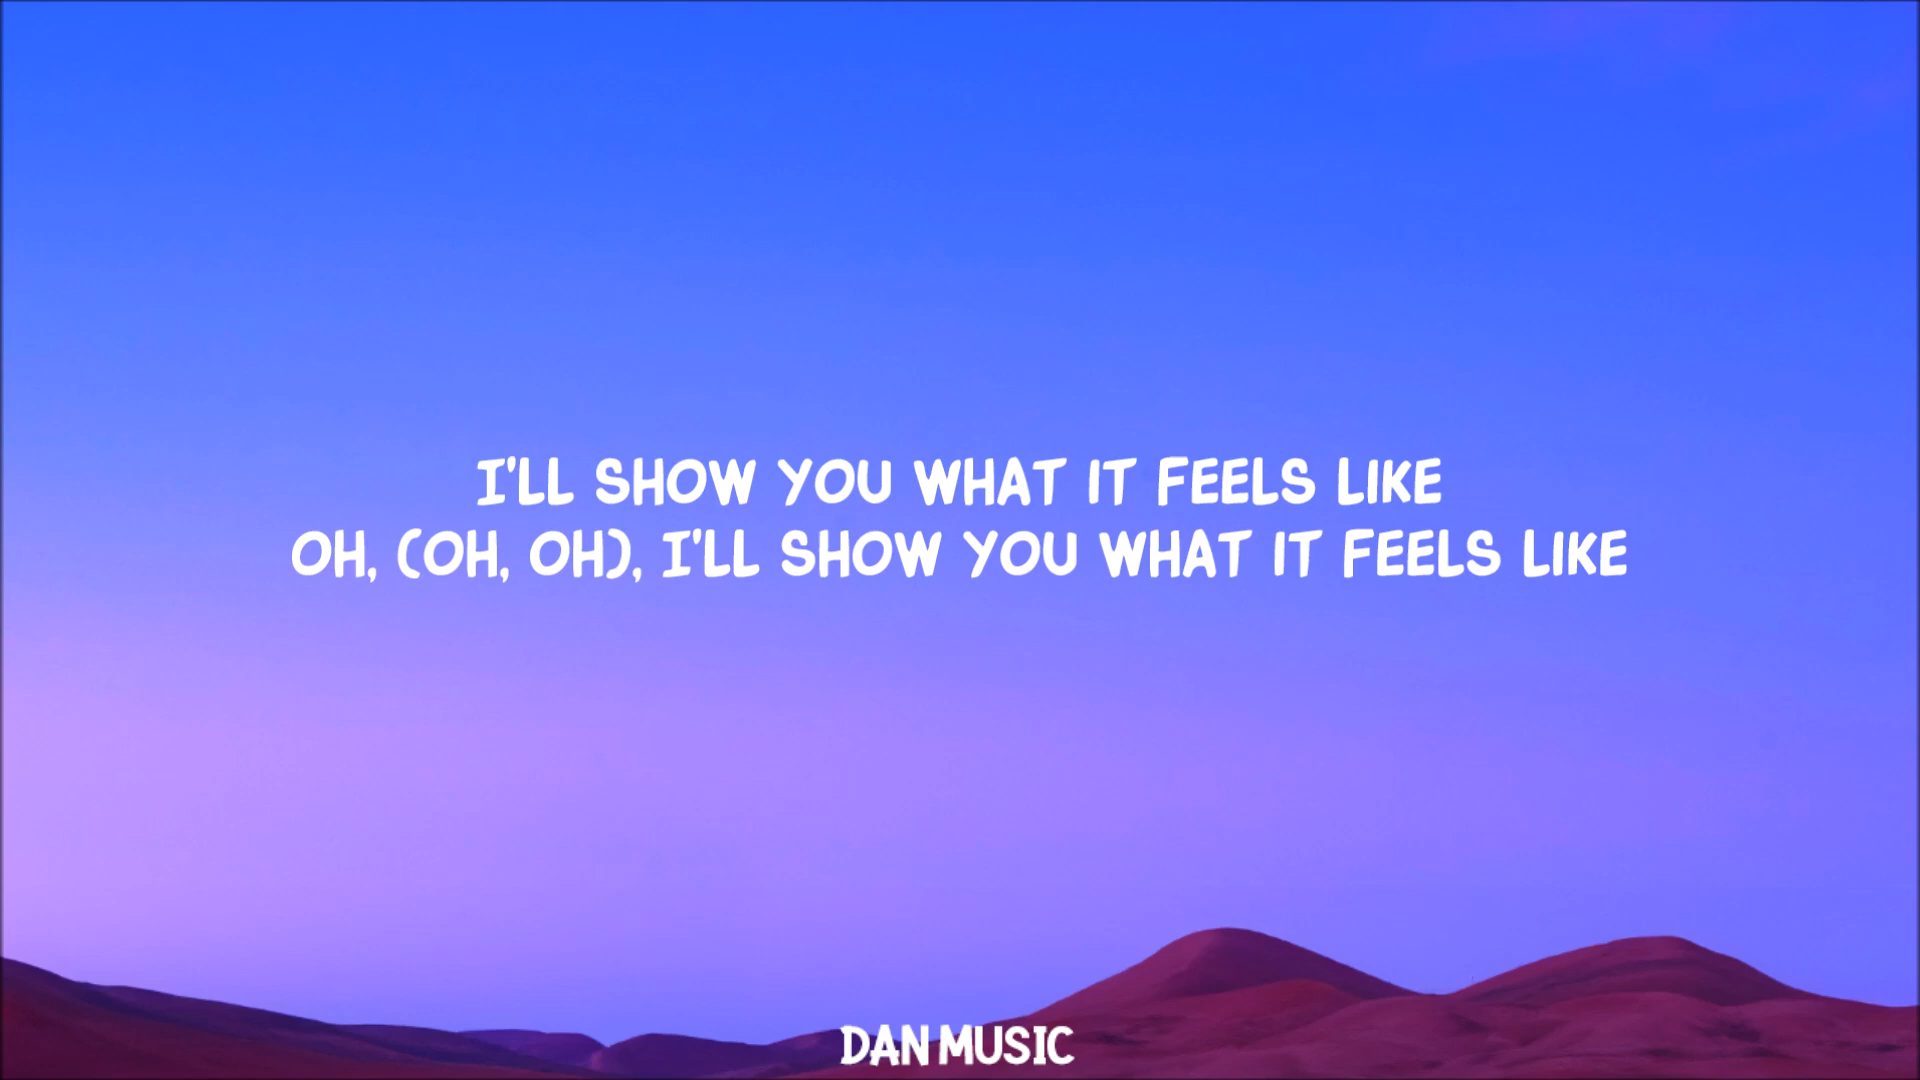 I'LL SHOW YOU WHAT IT FEELS LIKE
OH, (OH, OH), I'LL SHOW YOU WHAT IT FEELS LIKE
DAN MUSIC